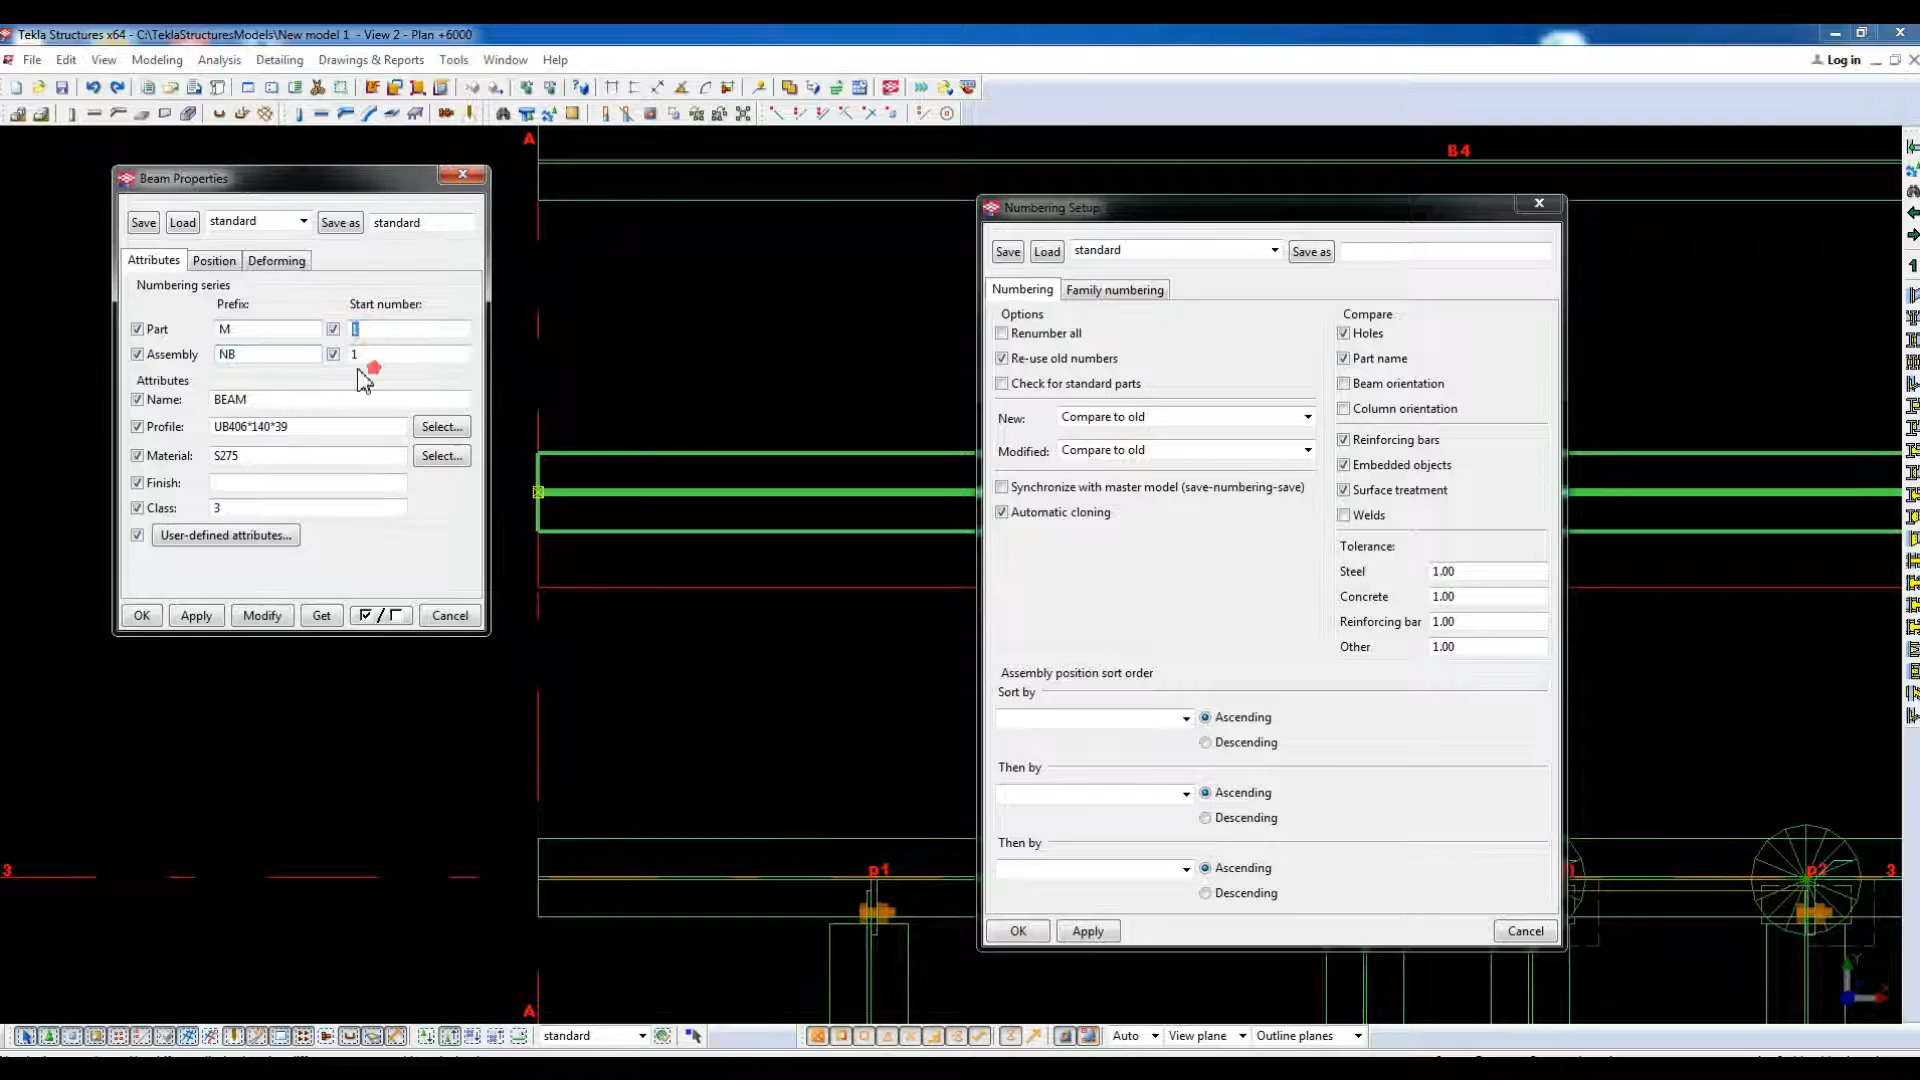 Tekla Structures x64 - C:\TeklaStructuresModels\New model 1 - View 2 - Plan +6000
File Edit View Modeling Analysis Detailing Drawings & Reports Tools Window Help
Log in
A
B4
Beam Properties
Save Load standard Save as standard
Attributes Position Deforming
Numbering series
Prefix: Start number:
Part M 1
Assembly NB 1
Attributes
Name: BEAM
Profile: UB406*140*39 Select...
Material: S275 Select...
Finish:
Class: 3
User-defined attributes...
OK Apply Modify Get / Cancel
Numbering Setup
Save Load standard Save as
Numbering Family numbering
Options
Renumber all
Re-use old numbers
Check for standard parts
New: Compare to old
Modified: Compare to old
Synchronize with master model (save-numbering-save)
Automatic cloning
Compare
Holes
Part name
Beam orientation
Column orientation
Reinforcing bars
Embedded objects
Surface treatment
Welds
Tolerance:
Steel 1.00
Concrete 1.00
Reinforcing bar 1.00
Other 1.00
Assembly position sort order
Sort by
Ascending
Descending
Then by
Ascending
Descending
Then by
Ascending
Descending
OK Apply Cancel
3 p1 p2 3
A
standard Auto View plane Outline planes